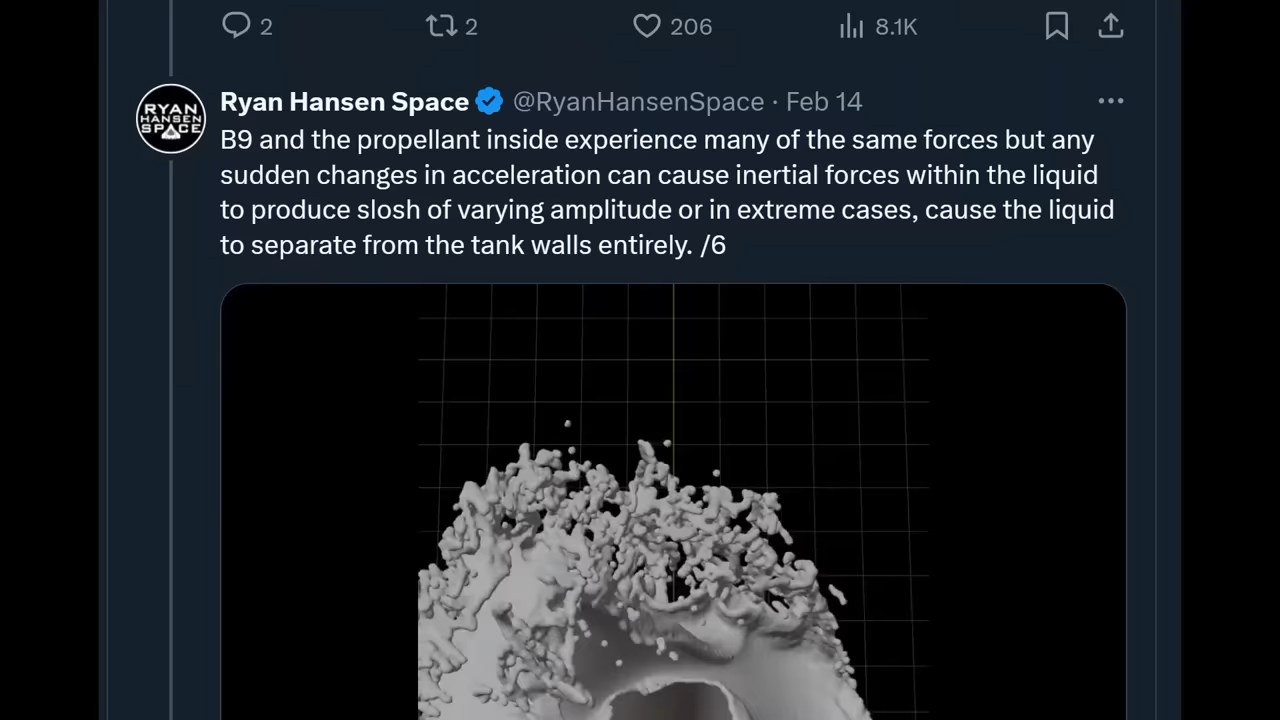 2
2
206
8.1K
RYAN
HANSEN
SPACE
Ryan Hansen Space @RyanHansenSpace · Feb 14
B9 and the propellant inside experience many of the same forces but any
sudden changes in acceleration can cause inertial forces within the liquid
to produce slosh of varying amplitude or in extreme cases, cause the liquid
to separate from the tank walls entirely. /6